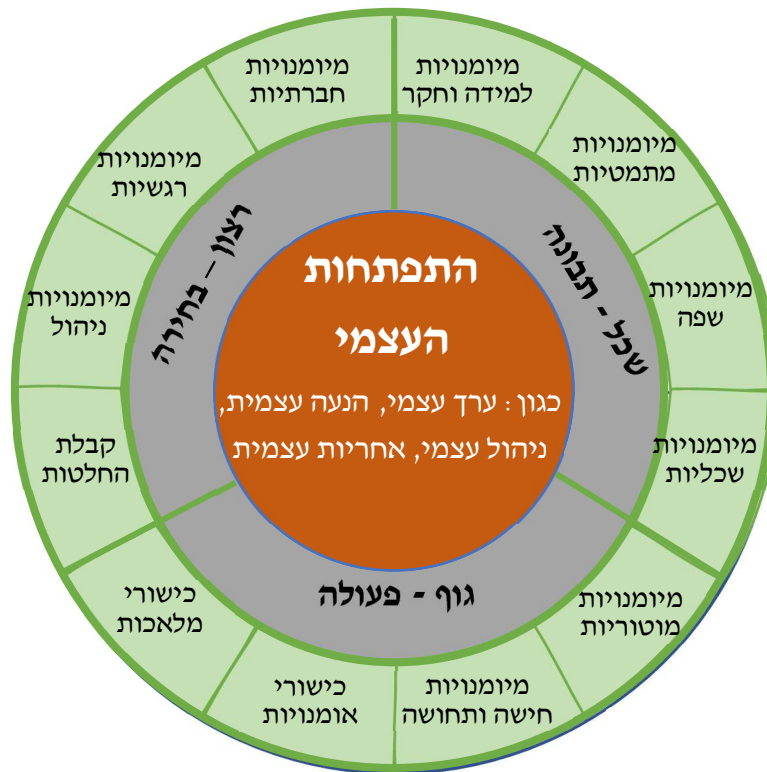 התפתחות
העצמי
כגון: ערך עצמי, הנעה עצמית,
ניהול עצמי, אחריות עצמית
שכל - תבונה
גוף - פעולה
רצון – בחירה
מיומנויות
למידה וחקר
מיומנויות
מתמטיות
מיומנויות
שפה
מיומנויות
שכליות
מיומנויות
מוטוריות
מיומנויות
חישה ותחושה
כישורי
אומנויות
כישורי
מלאכות
קבלת
החלטות
מיומנויות
ניהול
מיומנויות
רגשיות
מיומנויות
חברתיות